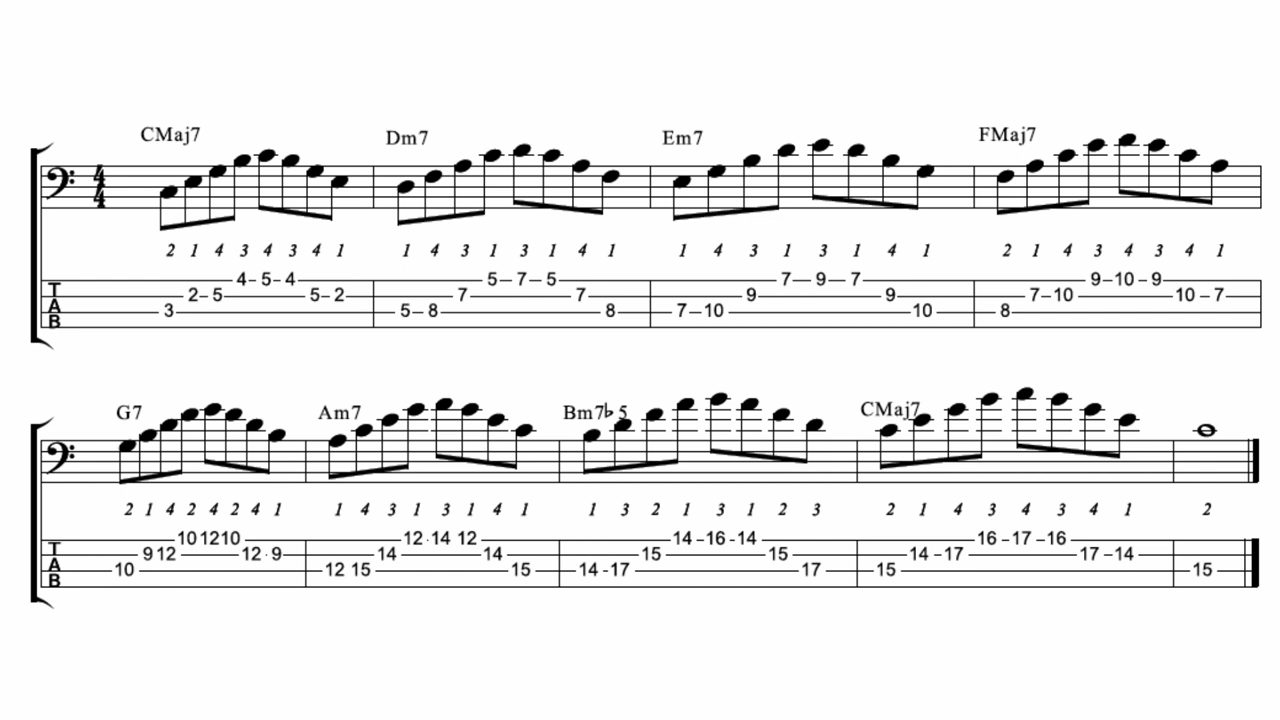 CMaj7 Dm7 Em7 FMaj7
4/4
2 1 4 3 4 3 4 1 1 4 3 1 3 1 4 1 1 4 3 1 3 1 4 1 2 1 4 3 4 3 4 1
4 5 4 5 7 5 7 9 7 9 10 9
T 2 5 5 2 7 7 9 9 7 10 10 7
A 3 5 8 8 7 10 10 8
B
G7 Am7 Bm7♭5 CMaj7
2 1 4 2 4 2 4 1 1 4 3 1 3 1 4 1 1 3 2 1 3 1 2 3 2 1 4 3 4 3 4 1 2
10 12 10 12 14 12 14 16 14 16 17 16
T 9 12 12 9 14 14 15 15 14 17 17 14
A 10 12 15 15 14 17 17 15 15
B